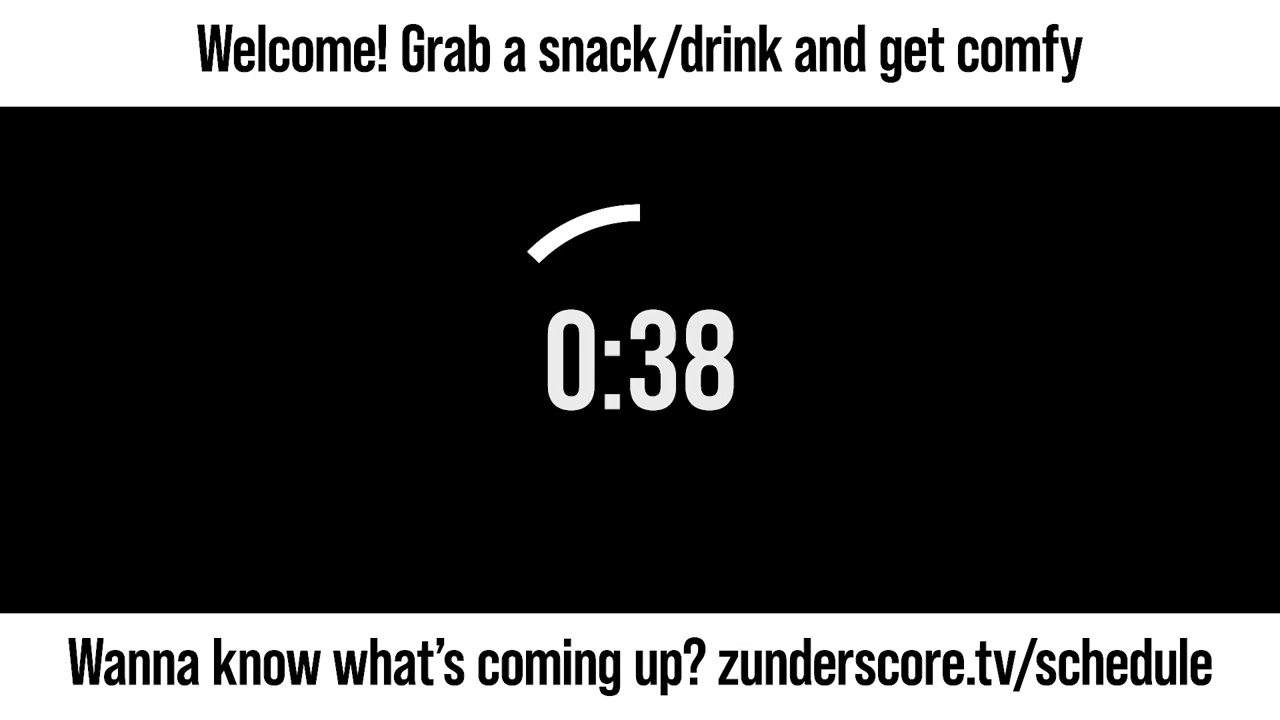 Welcome! Grab a snack/drink and get comfy
0:38
Wanna know what's coming up? zunderscore.tv/schedule